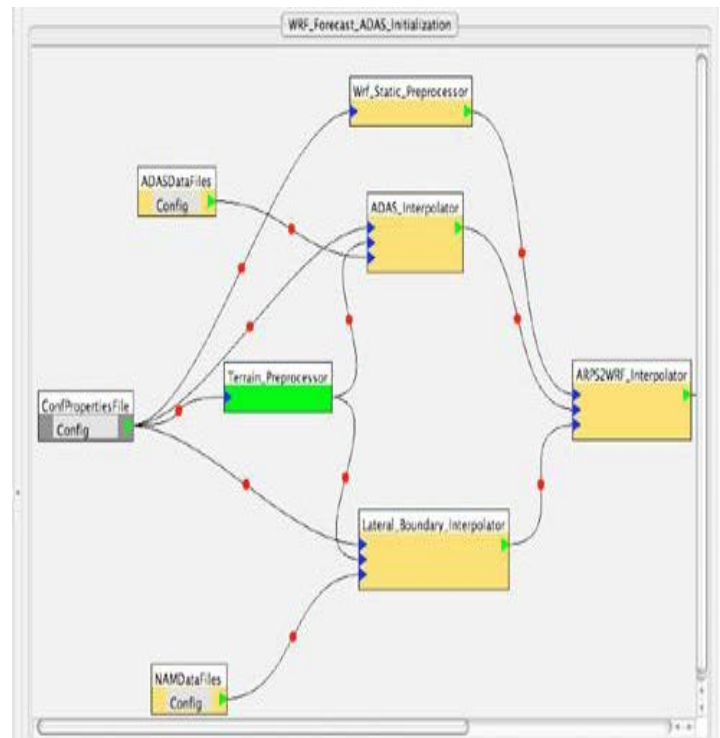 WRF_Forecast_ADAS_Initialization
Wrf_Static_Preprocessor
ADASDataFiles
Config
ADAS_Interpolator
Terrain_Preprocessor
ARPS2WRF_Interpolator
ConfPropertiesFile
Config
Lateral_Boundary_Interpolator
NAMDataFiles
Config